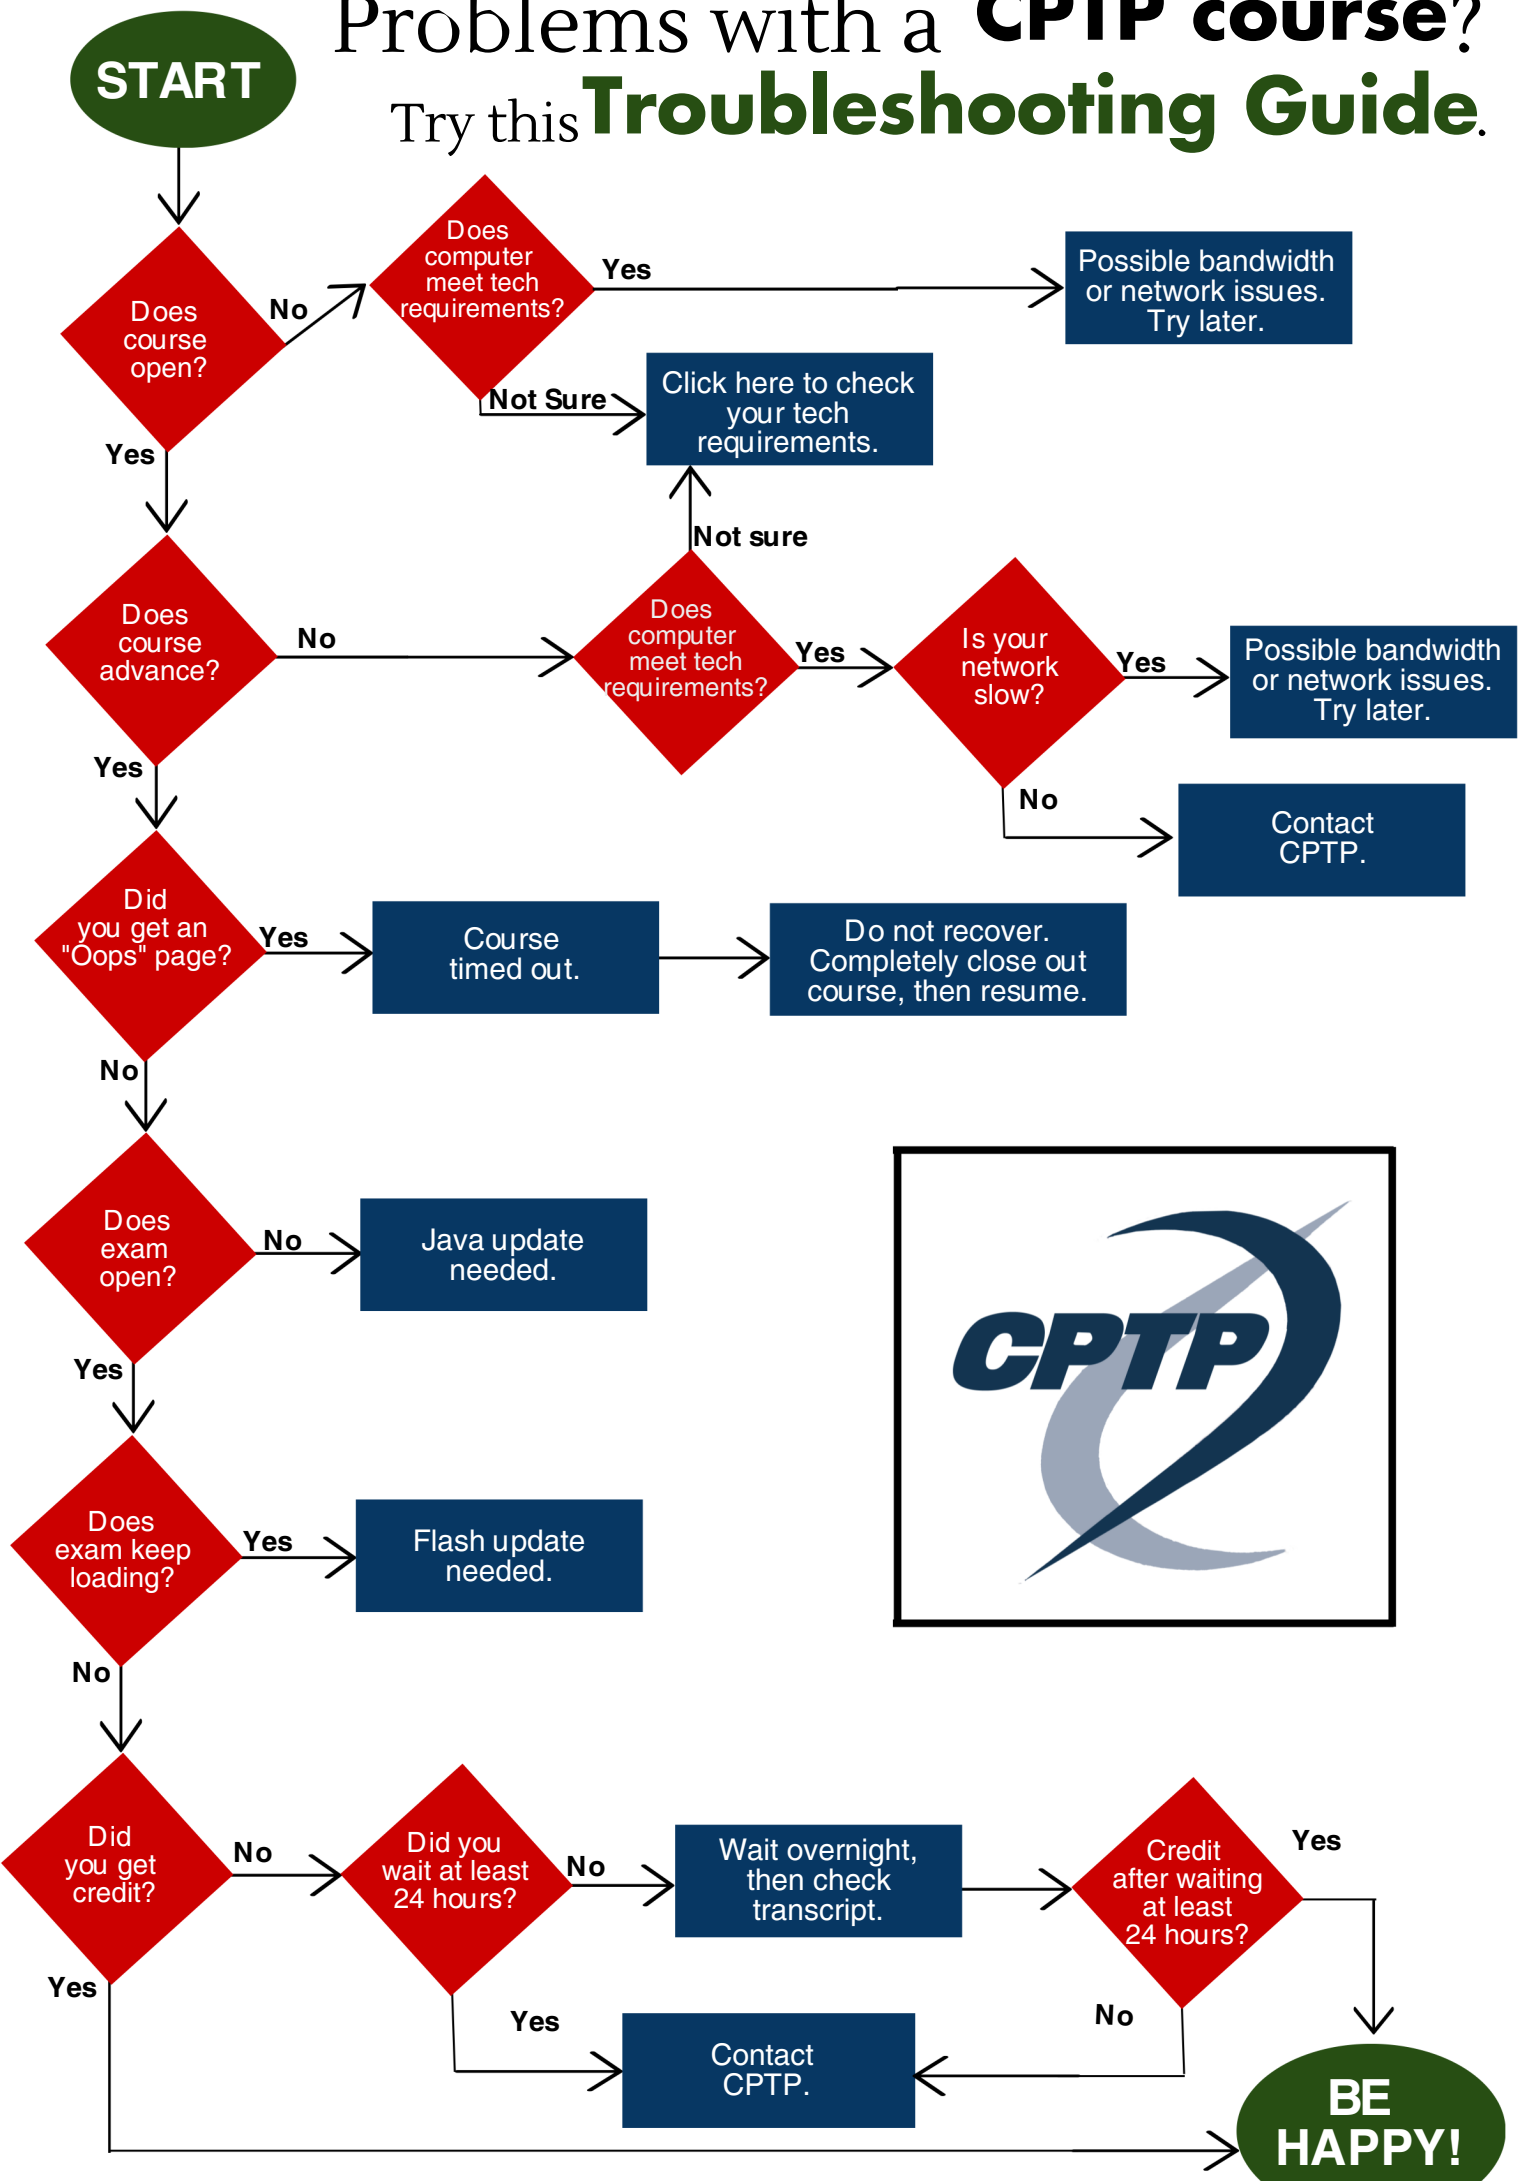 Problems with a CPTP course?
Try this Troubleshooting Guide.
START
Does
course
open?
No
Yes
Does
computer
meet tech
requirements?
Yes
Possible bandwidth
or network issues.
Try later.
Not Sure
Click here to check
your tech
requirements.
Not sure
Does
course
advance?
No
Yes
Does
computer
meet tech
requirements?
Yes
Is your
network
slow?
Yes
Possible bandwidth
or network issues.
Try later.
No
Contact
CPTP.
Did
you get an
"Oops" page?
Yes
Course
timed out.
Do not recover.
Completely close out
course, then resume.
No
Does
exam
open?
No
Java update
needed.
Yes
CPTP
Does
exam keep
loading?
Yes
Flash update
needed.
No
Did
you get
credit?
No
Did you
wait at least
24 hours?
No
Wait overnight,
then check
transcript.
Credit
after waiting
at least
24 hours?
Yes
Yes
Yes
Contact
CPTP.
No
BE
HAPPY!